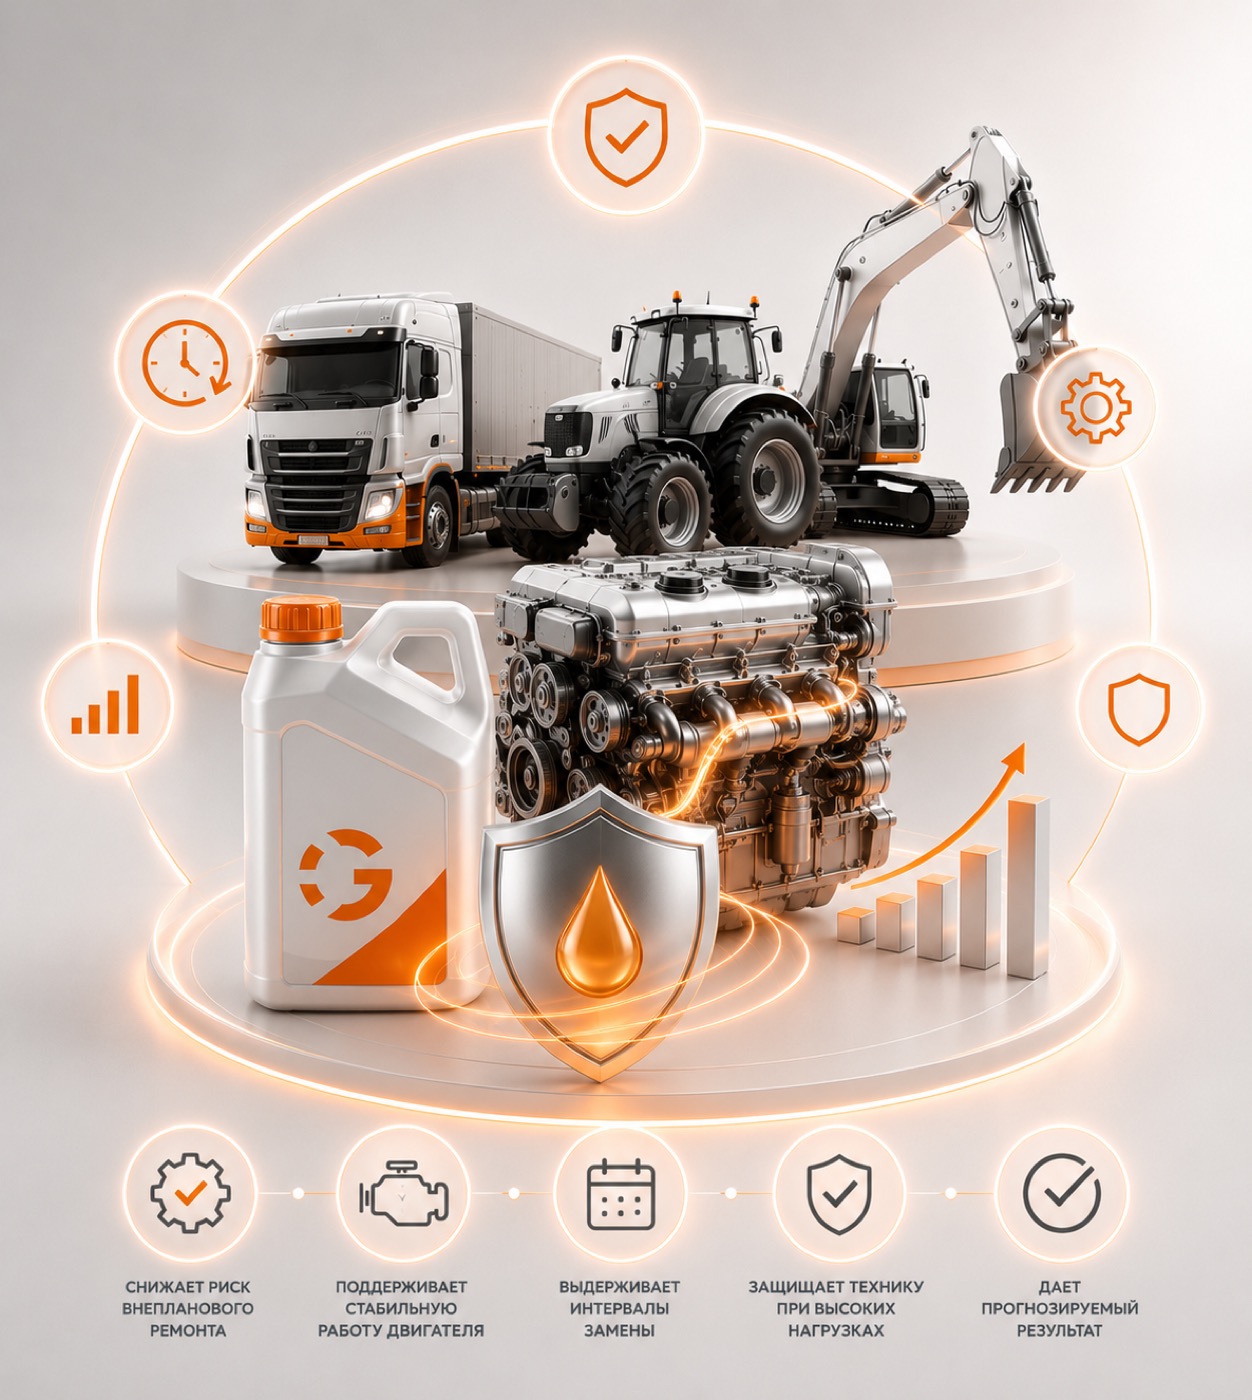 G
СНИЖАЕТ РИСК
ВНЕПЛАНОВОГО
РЕМОНТА
ПОДДЕРЖИВАЕТ
СТАБИЛЬНУЮ
РАБОТУ ДВИГАТЕЛЯ
ВЫДЕРЖИВАЕТ
ИНТЕРВАЛЫ
ЗАМЕНЫ
ЗАЩИЩАЕТ ТЕХНИКУ
ПРИ ВЫСОКИХ
НАГРУЗКАХ
ДАЕТ
ПРОГНОЗИРУЕМЫЙ
РЕЗУЛЬТАТ